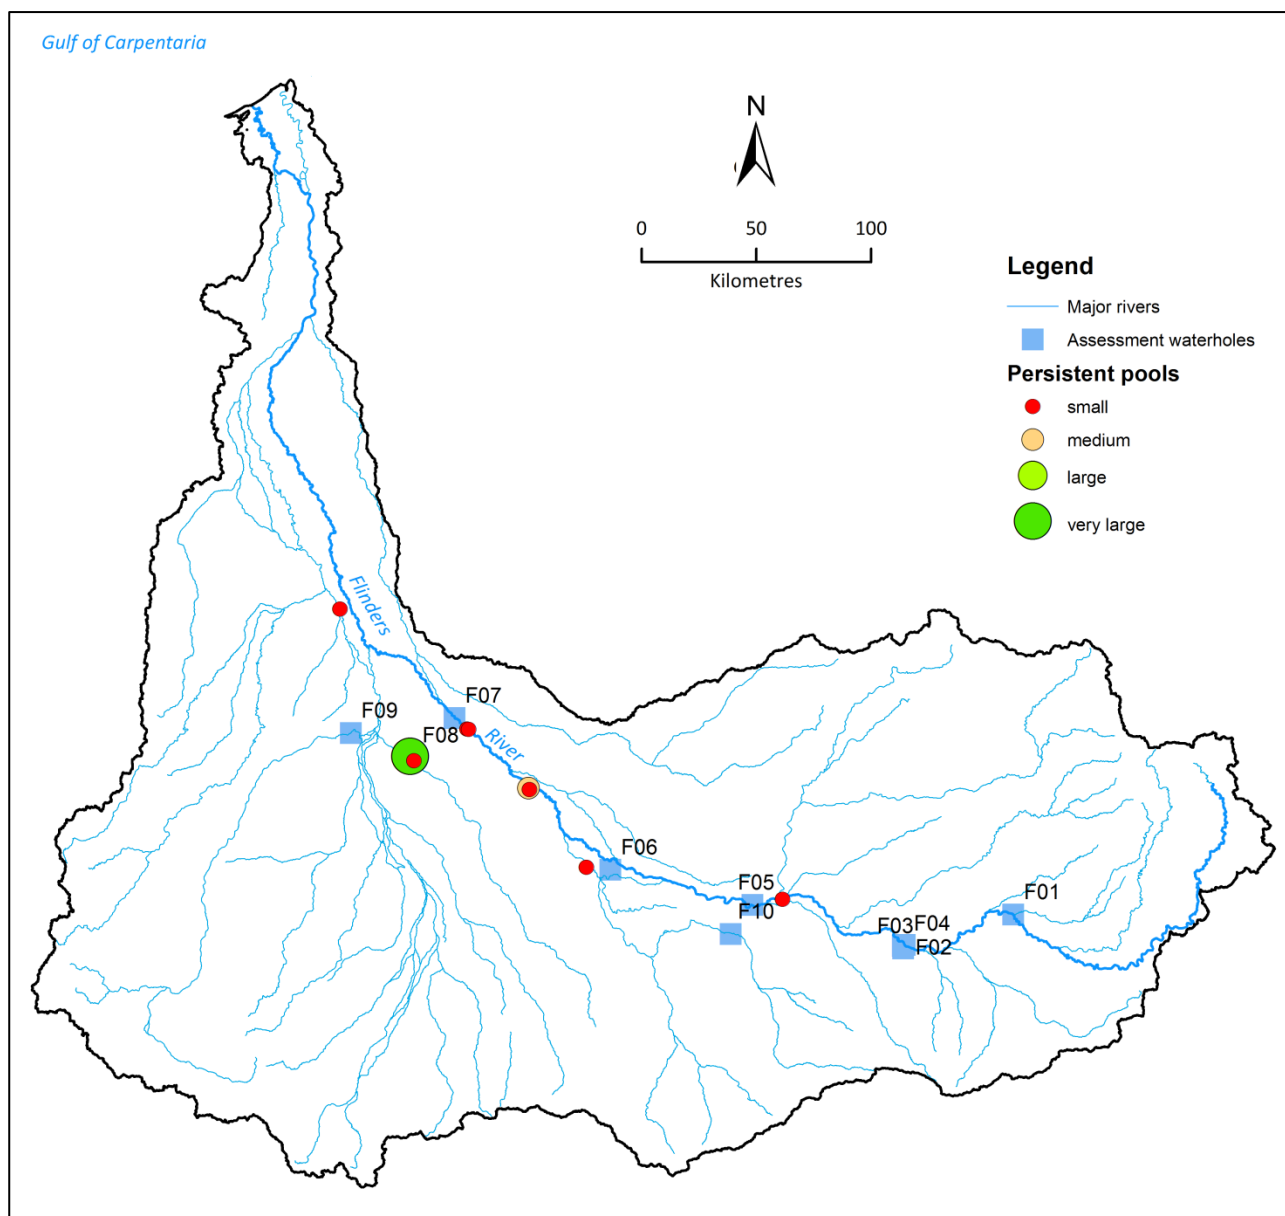 Gulf of Carpentaria
N
0 50 100
Kilometres
Legend
Major rivers
Assessment waterholes
Persistent pools
small
medium
large
very large
Flinders
River
F07
F09
F08
F06
F05
F10
F01
F03
F04
F02